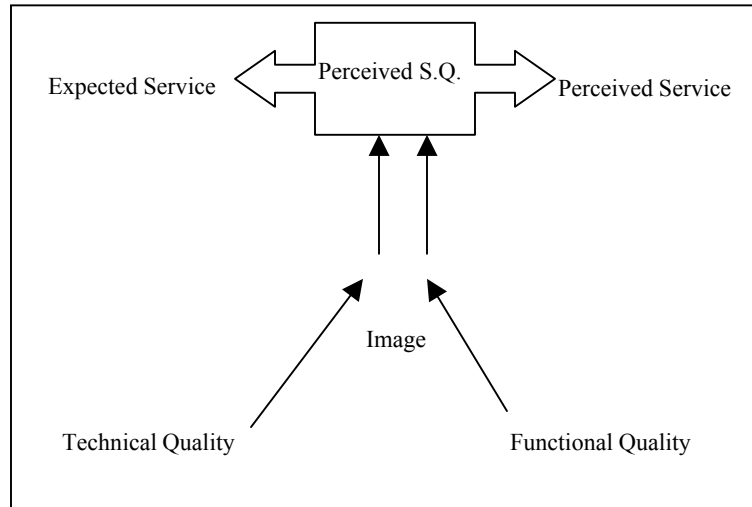 Perceived S.Q.
Expected Service
Perceived Service
Image
Technical Quality
Functional Quality